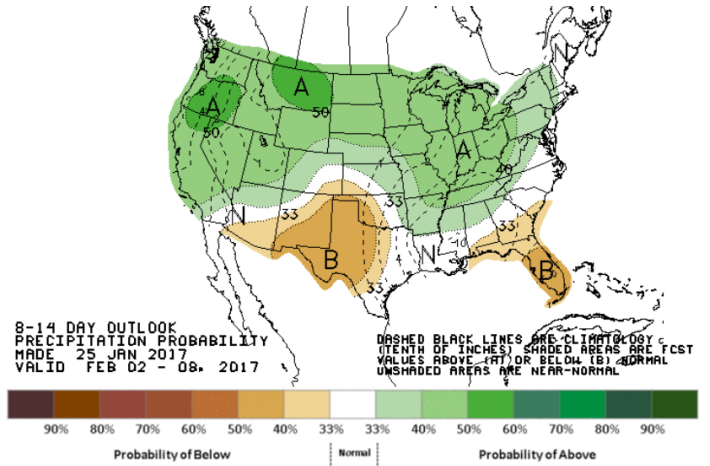 N
A
50
A
50
A
40
N
33
33
33
N
10
B
B
33
8-14 DAY OUTLOOK
PRECIPITATION PROBABILITY
MADE 25 JAN 2017
VALID FEB 02 - 08, 2017
DASHED BLACK LINES ARE CLIMATOLOGY
(TENTH OF INCHES) SHADED AREAS ARE FCST
VALUES ABOVE (A) OR BELOW (B) NORMAL
UNSHADED AREAS ARE NEAR-NORMAL
90% 80% 70% 60% 50% 40% 33% 33% 40% 50% 60% 70% 80% 90%
Probability of Below Normal Probability of Above